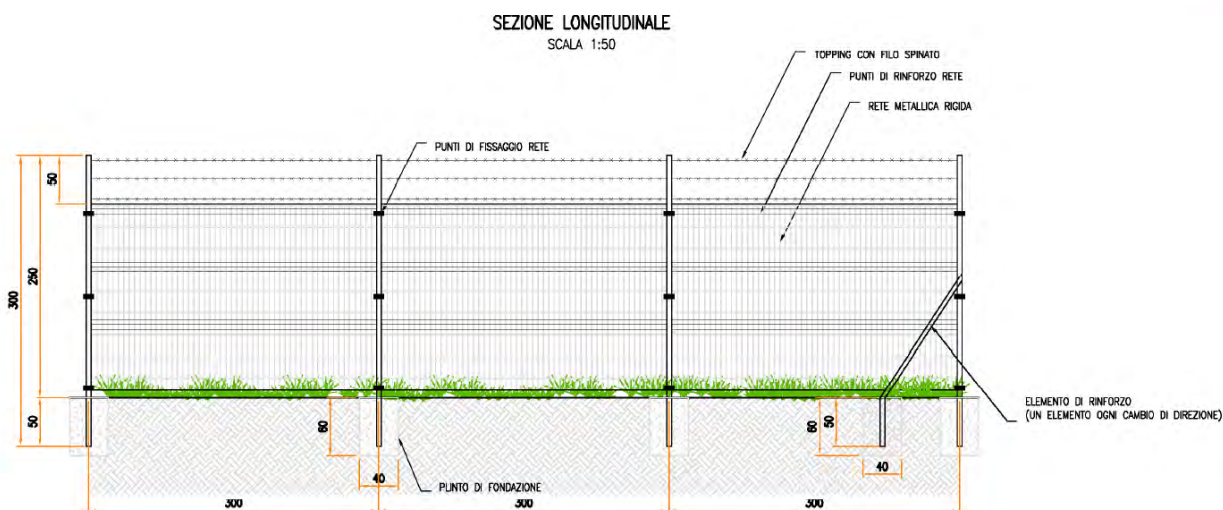 SEZIONE LONGITUDINALE
SCALA 1:50
TOPPING CON FILO SPINATO
PUNTI DI RINFORZO RETE
RETE METALLICA RIGIDA
PUNTI DI FISSAGGIO RETE
50
250
300
50
60
40
60
50
40
ELEMENTO DI RINFORZO
(UN ELEMENTO OGNI CAMBIO DI DIREZIONE)
PUNTO DI FONDAZIONE
300
300
300